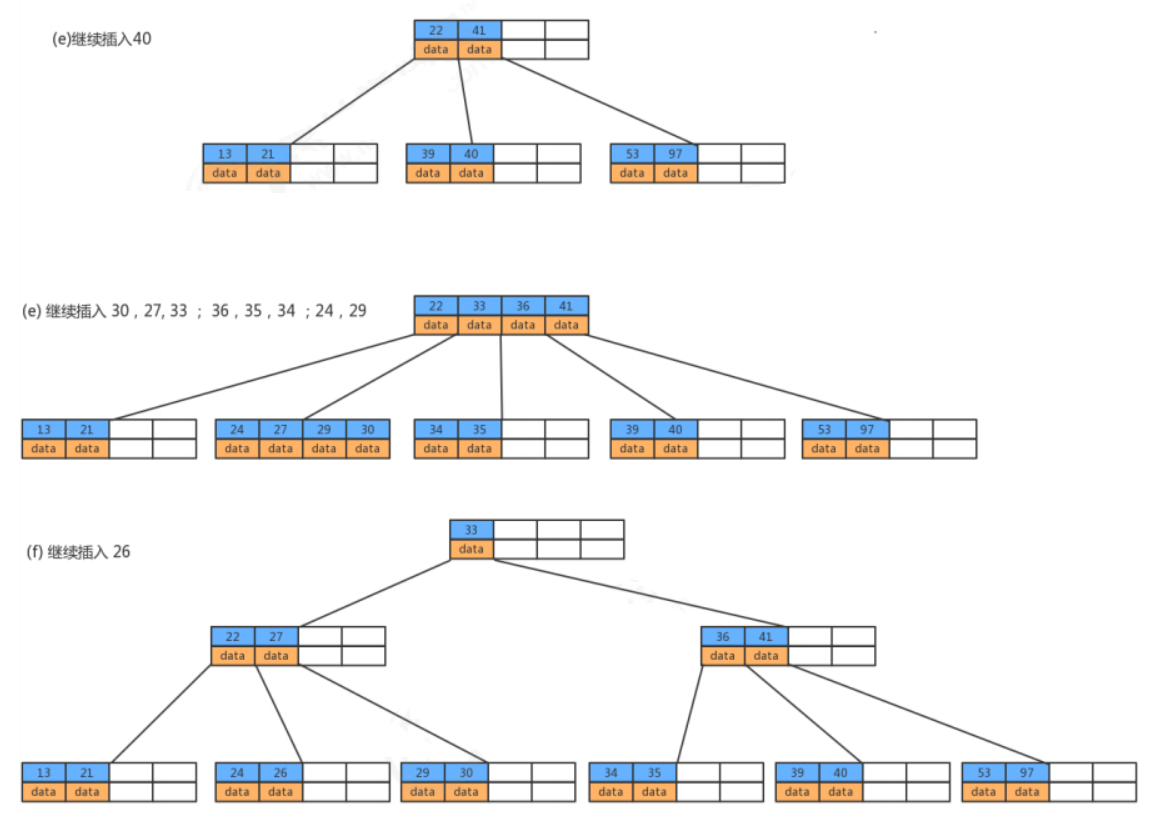 (e)继续插入40
22 41
data data
13 21
data data
39 40
data data
53 97
data data
(e) 继续插入 30 , 27, 33 ； 36 , 35 , 34 ; 24 , 29
22 33 36 41
data data data data
13 21
data data
24 27 29 30
data data data data
34 35
data data
39 40
data data
53 97
data data
(f) 继续插入 26
33
data
22 27
data data
36 41
data data
13 21
data data
24 26
data data
29 30
data data
34 35
data data
39 40
data data
53 97
data data